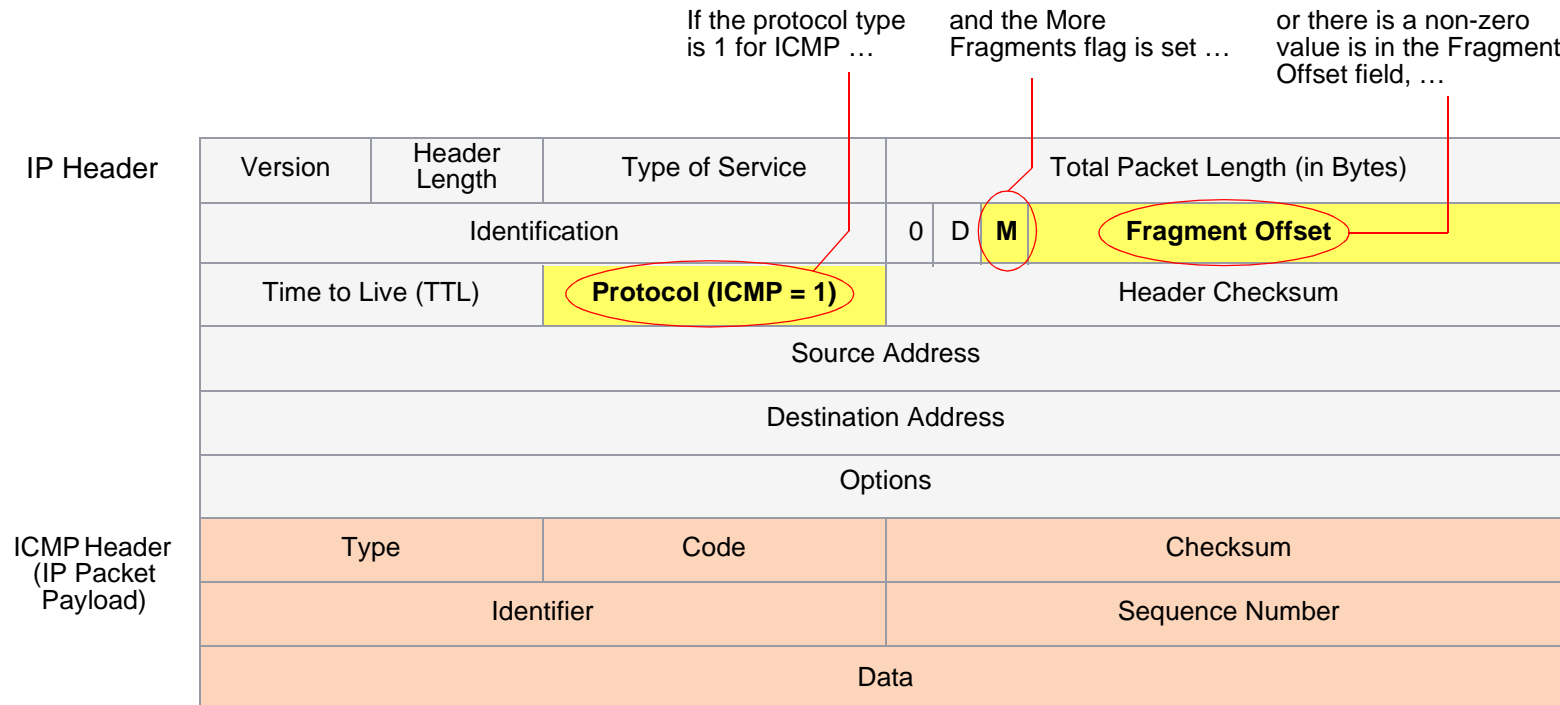 If the protocol type
is 1 for ICMP …
and the More
Fragments flag is set …
or there is a non-zero
value is in the Fragment
Offset field, …
IP Header
Version
Header
Length
Type of Service
Total Packet Length (in Bytes)
Identification
0
D
M
Fragment Offset
Time to Live (TTL)
Protocol (ICMP = 1)
Header Checksum
Source Address
Destination Address
Options
ICMP Header
(IP Packet
Payload)
Type
Code
Checksum
Identifier
Sequence Number
Data